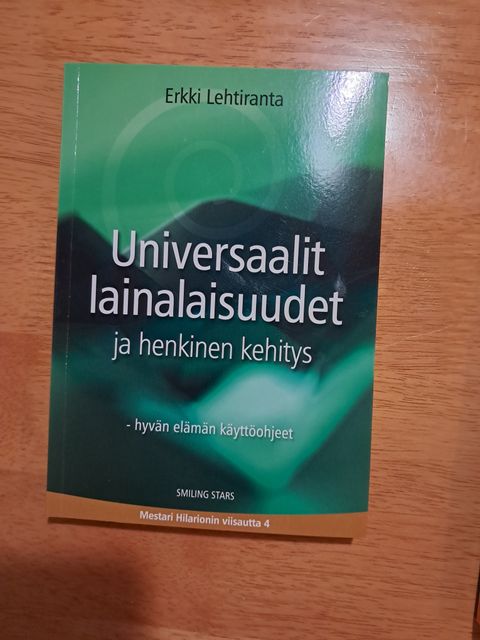 Erkki Lehtiranta
Universaalit
lainalaisuudet
ja henkinen kehitys
- hyvän elämän käyttöohjeet
SMILING STARS
Mestari Hilarionin viisautta 4